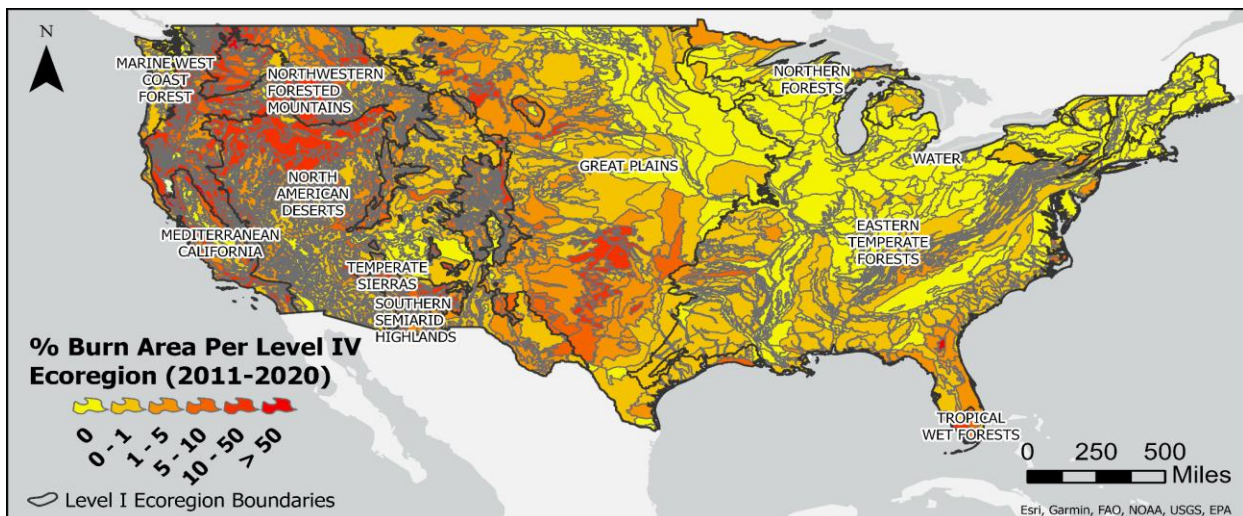 N
MARINE WEST
COAST
FOREST
NORTHWESTERN
FORESTED
MOUNTAINS
NORTHERN
FORESTS
GREAT PLAINS
WATER
NORTH
AMERICAN
DESERTS
EASTERN
TEMPERATE
FORESTS
MEDITERRANEAN
CALIFORNIA
TEMPERATE
SIERRAS
SOUTHERN
SEMIARID
HIGHLANDS
TROPICAL
WET FORESTS
% Burn Area Per Level IV
Ecoregion (2011-2020)
0
0 - 1
1 - 5
5 - 10
10 - 50
> 50
Level I Ecoregion Boundaries
0 250 500
Miles
Esri, Garmin, FAO, NOAA, USGS, EPA